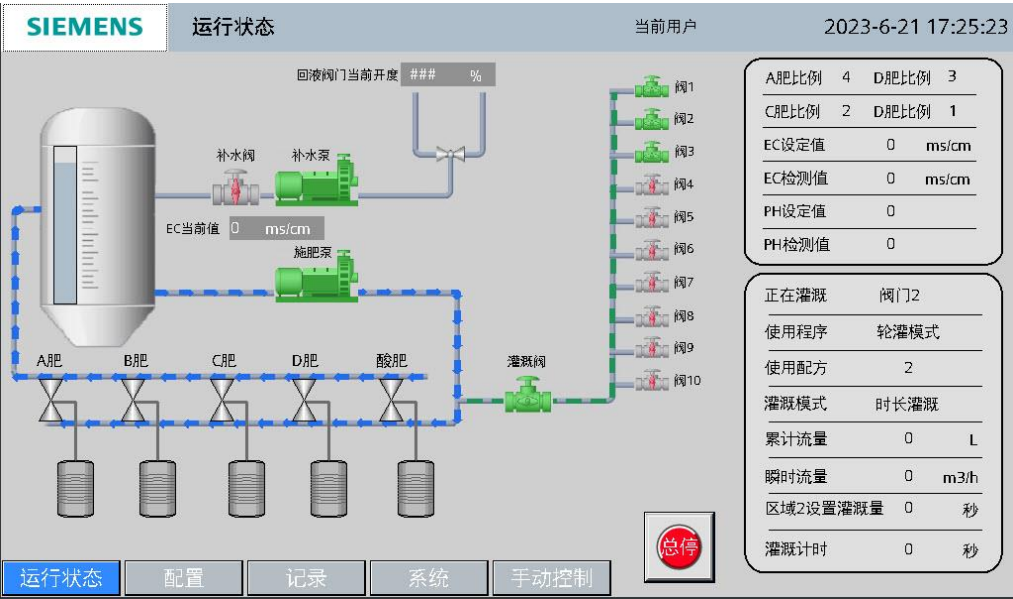 SIEMENS 运行状态 当前用户 2023-6-21 17:25:23
回液阀门当前开度 ### %
补水阀 补水泵
EC当前值 0 ms/cm
施肥泵
A肥 B肥 C肥 D肥 酸肥 灌溉阀
阀1
阀2
阀3
阀4
阀5
阀6
阀7
阀8
阀9
阀10
A肥比例 4 D肥比例 3
C肥比例 2 D肥比例 1
EC设定值 0 ms/cm
EC检测值 0 ms/cm
PH设定值 0
PH检测值 0
正在灌溉 阀门2
使用程序 轮灌模式
使用配方 2
灌溉模式 时长灌溉
累计流量 0 L
瞬时流量 0 m3/h
区域2设置灌溉量 0 秒
灌溉计时 0 秒
总停
运行状态 配置 记录 系统 手动控制